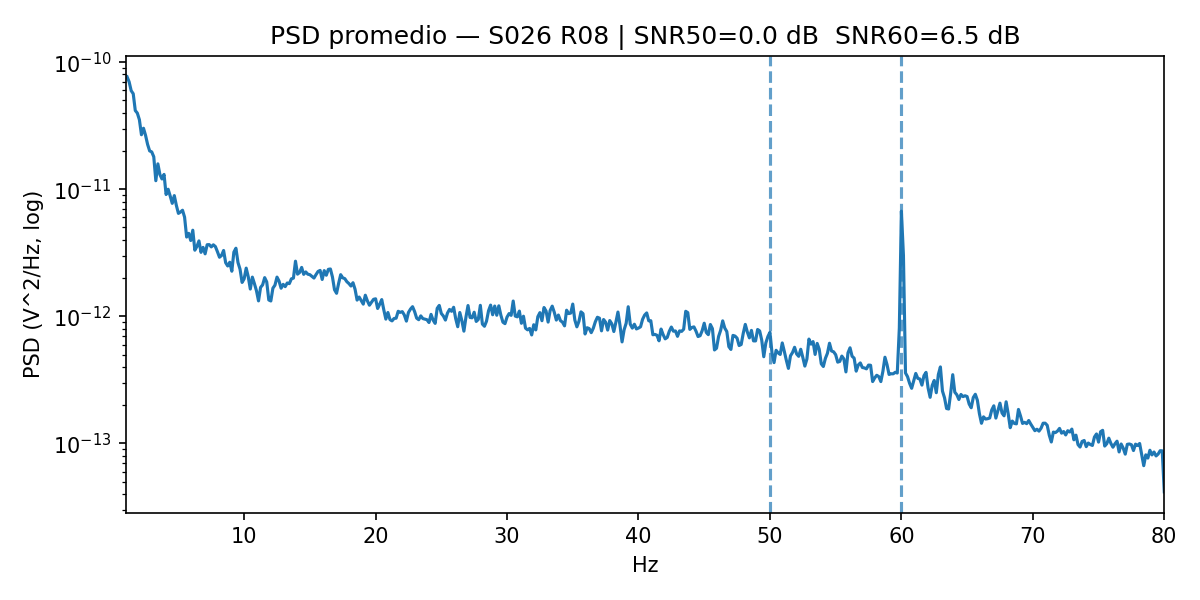 PSD promedio — S026 R08 | SNR50=0.0 dB  SNR60=6.5 dB
PSD (V^2/Hz, log)
10⁻¹⁰
10⁻¹¹
10⁻¹²
10⁻¹³
10 20 30 40 50 60 70 80
Hz